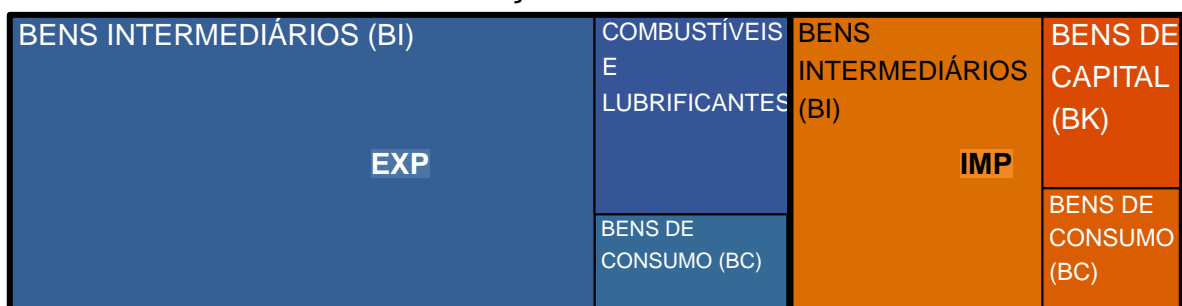 BENS INTERMEDIÁRIOS (BI)
EXP
COMBUSTÍVEIS
E
LUBRIFICANTES
BENS DE
CONSUMO (BC)
BENS
INTERMEDIÁRIOS
(BI)
IMP
BENS DE
CAPITAL
(BK)
BENS DE
CONSUMO
(BC)